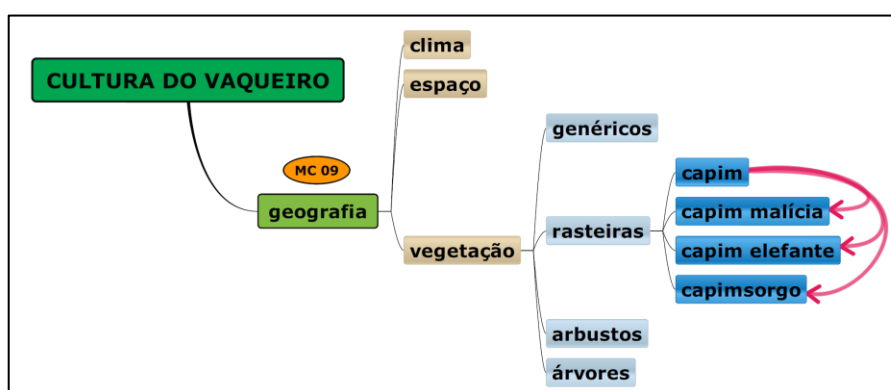 CULTURA DO VAQUEIRO
MC 09
geografia
clima
espaço
vegetação
genéricos
rasteiras
capim
capim malícia
capim elefante
capimsorgo
arbustos
árvores